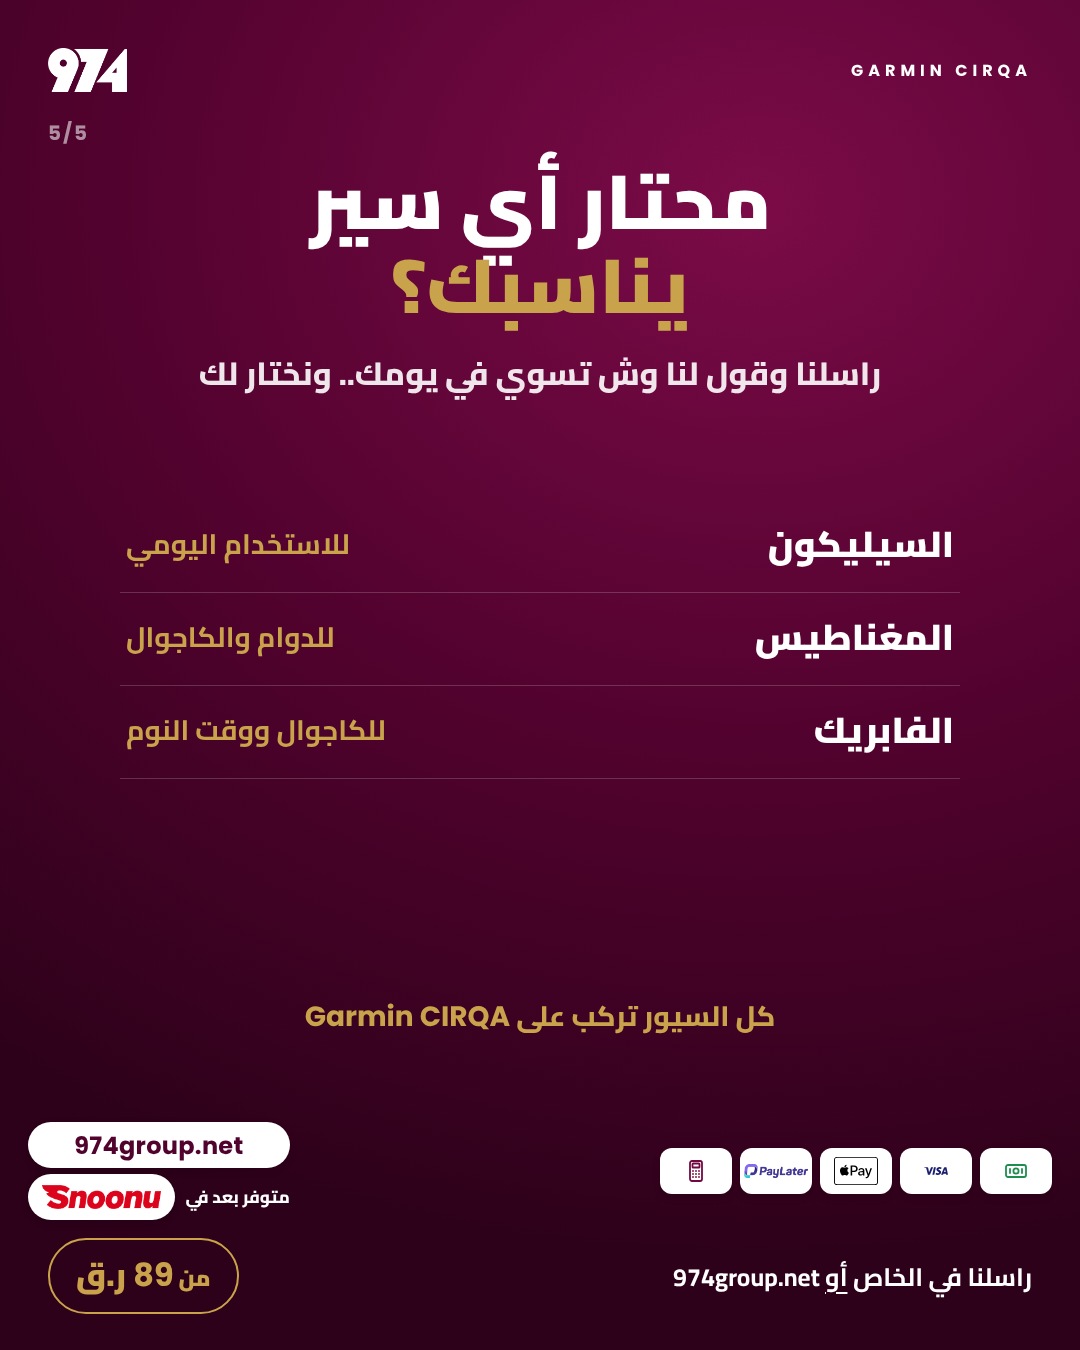 974
GARMIN CIRQA
5/5
محتار أي سير
يناسبك؟
راسلنا وقول لنا وش تسوي في يومك.. ونختار لك
السيليكون
للاستخدام اليومي
المغناطيس
للدوام والكاجوال
الفابريك
للكاجوال ووقت النوم
كل السيور تركب على Garmin CIRQA
974group.net
متوفر بعد في Snoonu
PayLater
Pay
VISA
راسلنا في الخاص أو 974group.net
من 89 ر.ق